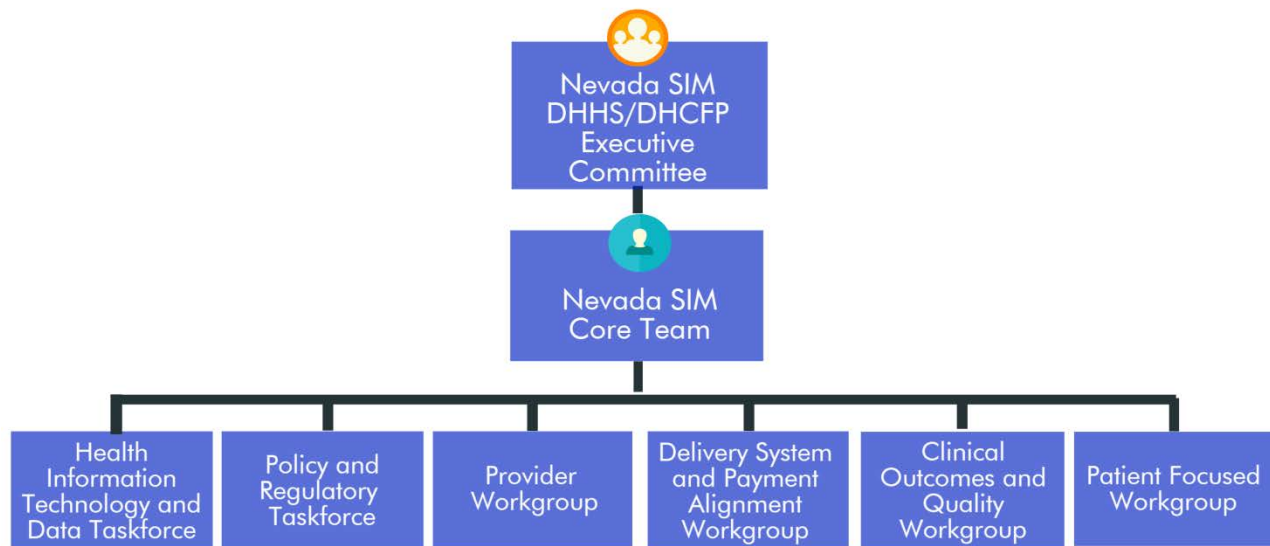 Nevada SIM
DHHS/DHCFP
Executive
Committee
Nevada SIM
Core Team
Health
Information
Technology and
Data Taskforce
Policy and
Regulatory
Taskforce
Provider
Workgroup
Delivery System
and Payment
Alignment
Workgroup
Clinical
Outcomes and
Quality
Workgroup
Patient Focused
Workgroup